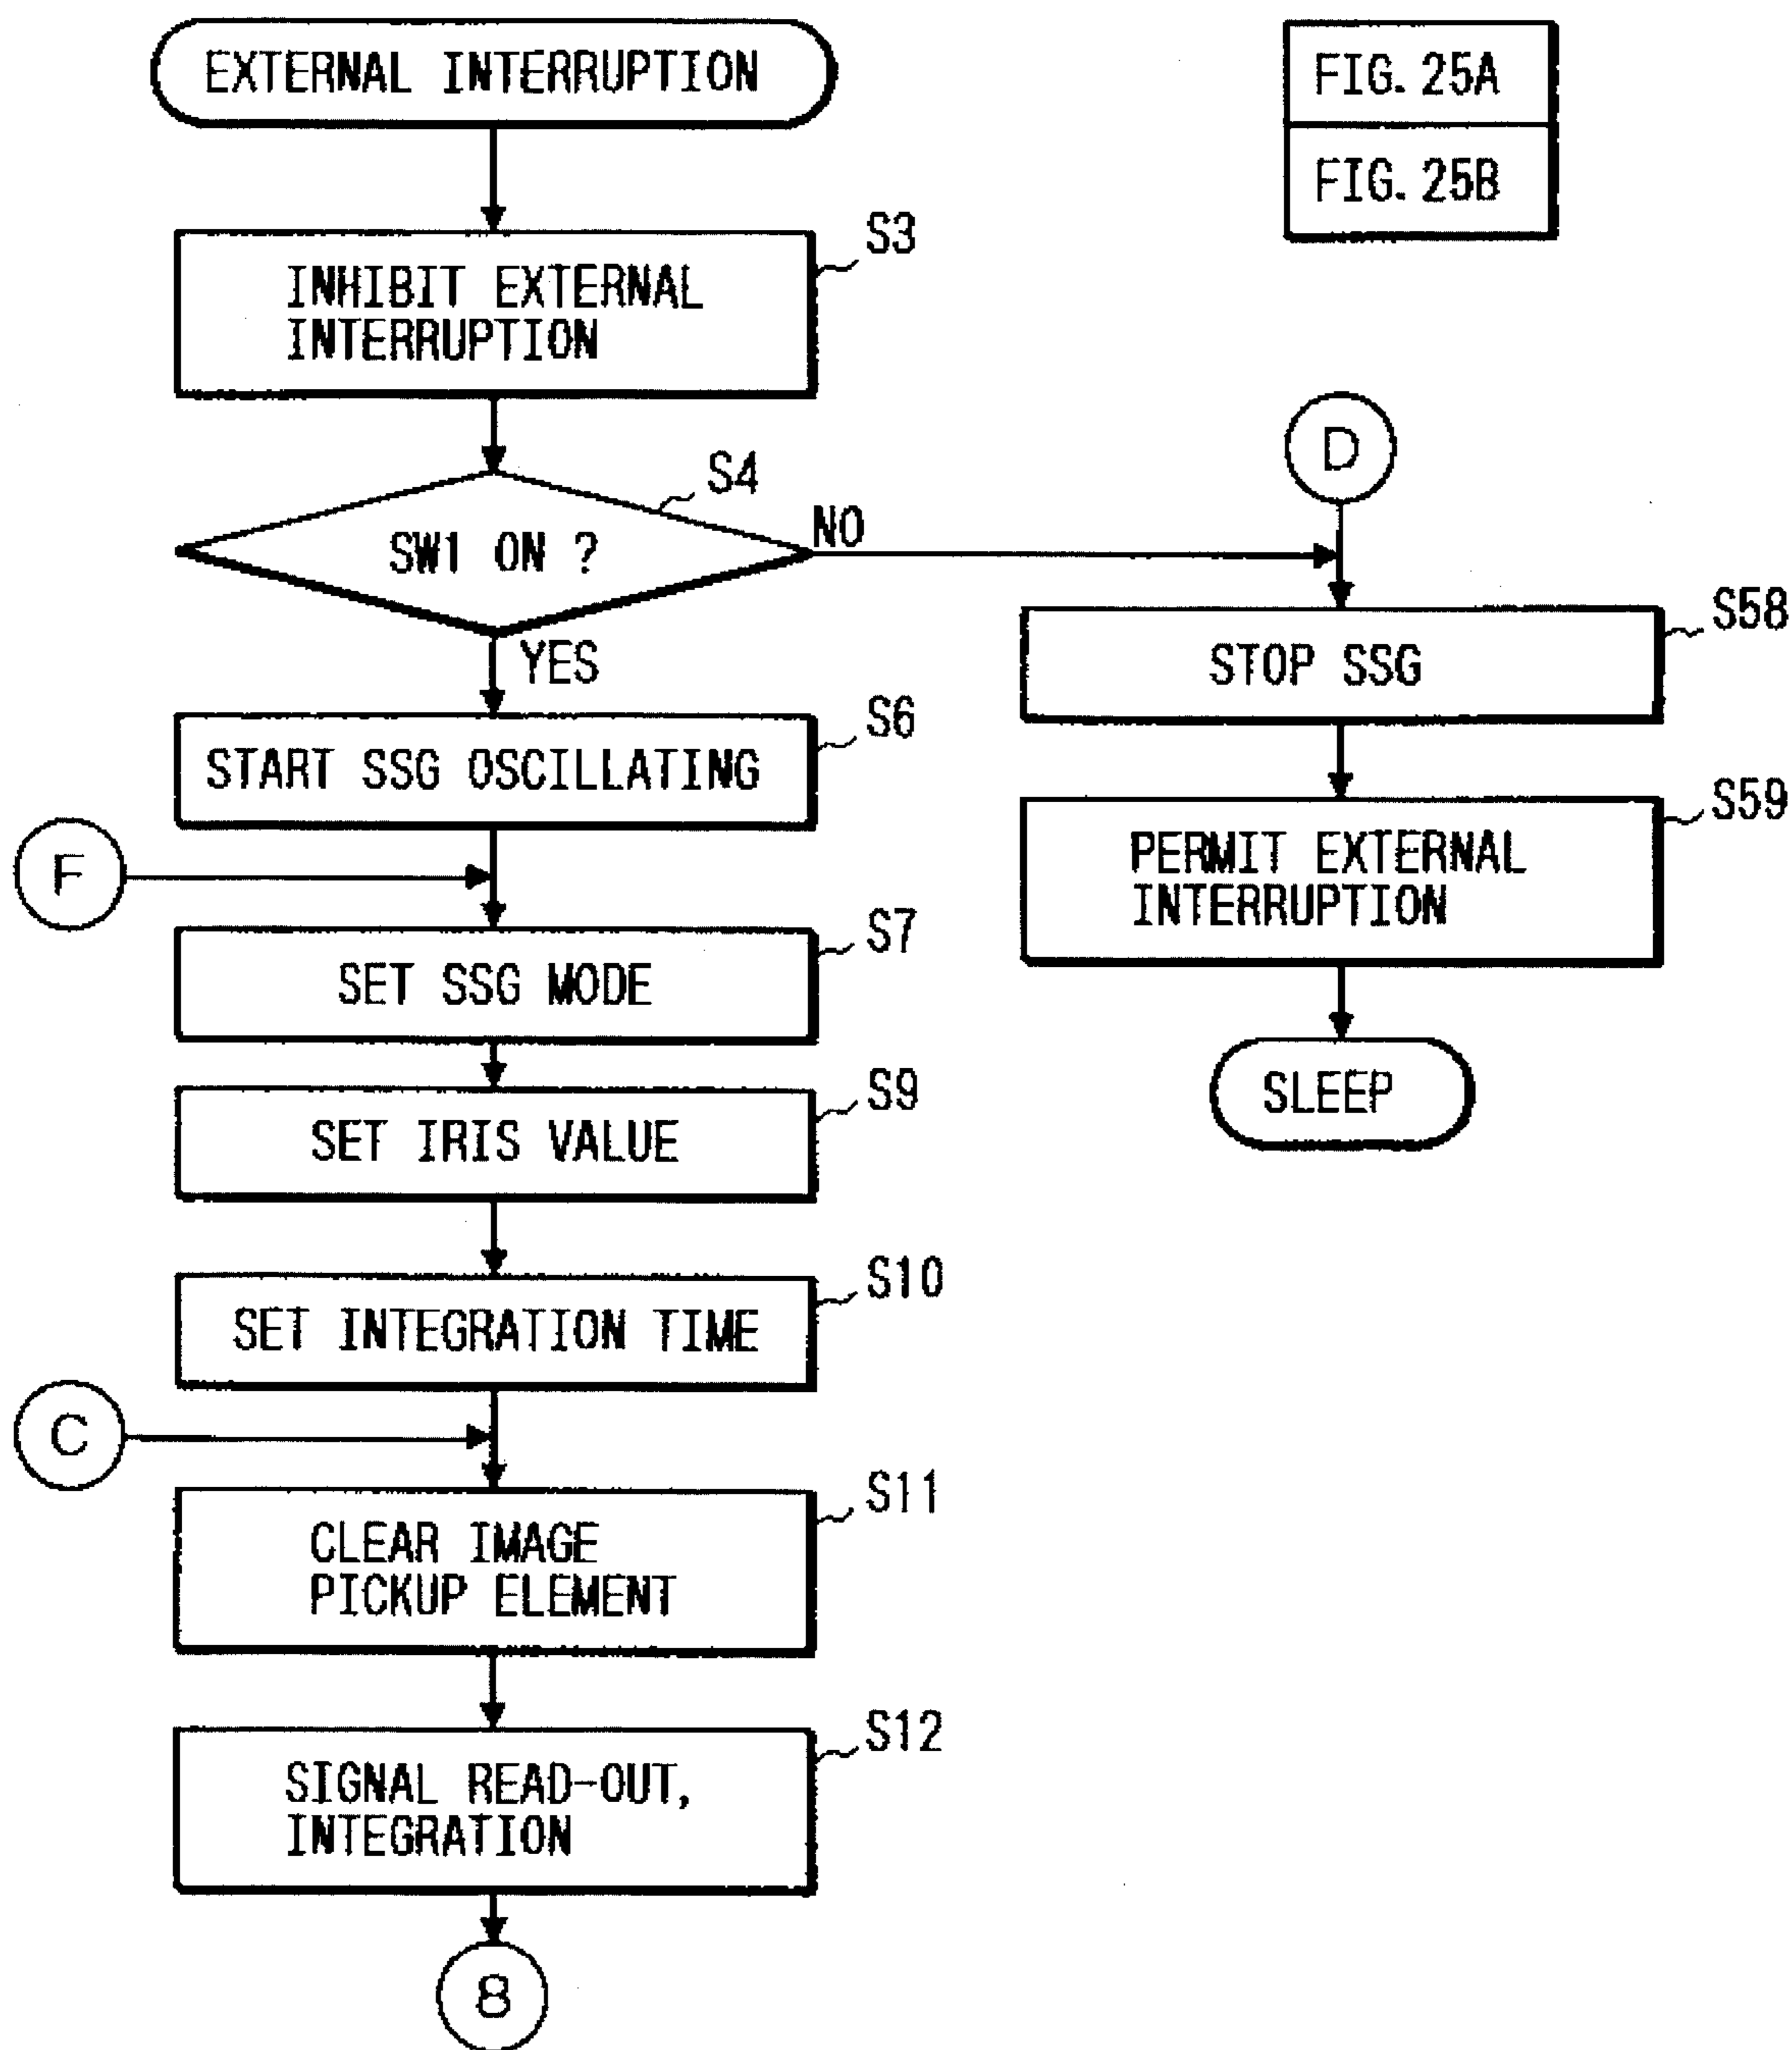 EXTERNAL INTERRUPTION
FIG. 25A
FIG. 25B
S3
INHIBIT EXTERNAL
INTERRUPTION
S4
SW1 ON ?
NO
YES
D
S58
STOP SSG
S6
START SSG OSCILLATING
S59
PERMIT EXTERNAL
INTERRUPTION
F
S7
SET SSG MODE
SLEEP
S9
SET IRIS VALUE
S10
SET INTEGRATION TIME
C
S11
CLEAR IMAGE
PICKUP ELEMENT
S12
SIGNAL READ-OUT,
INTEGRATION
8